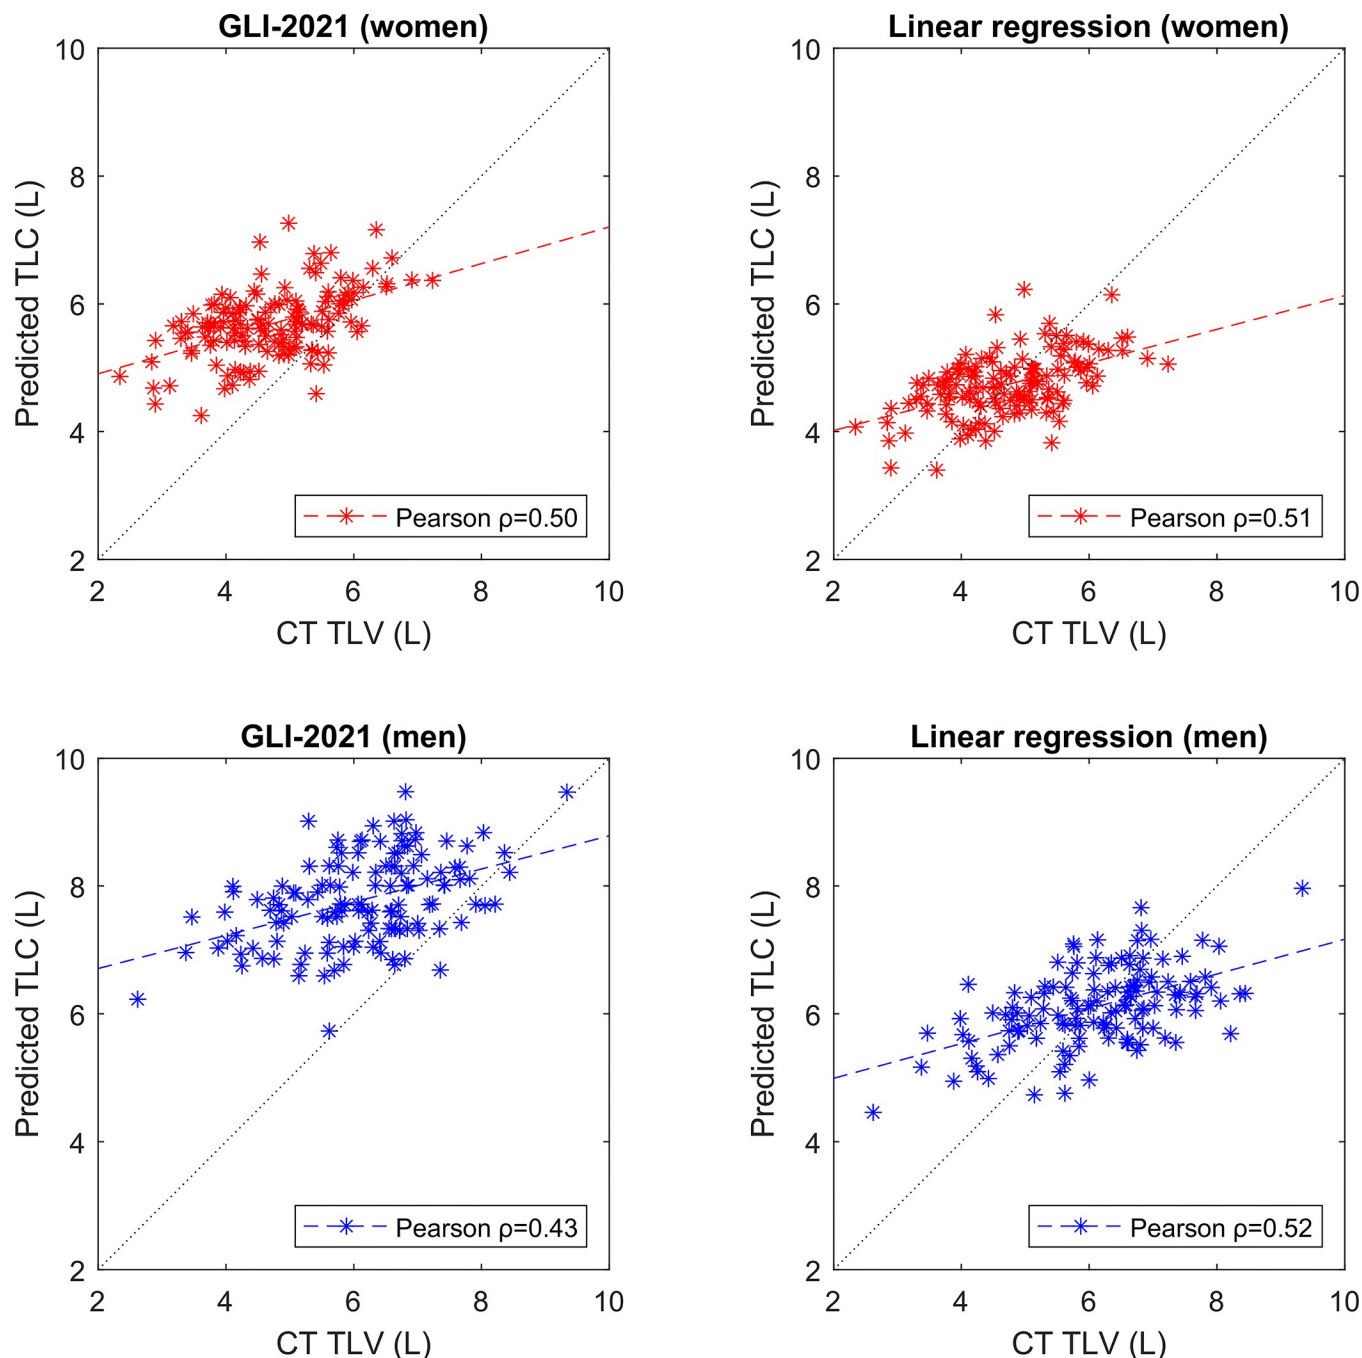 GLI-2021 (women)
10
8
6
4
2
2 4 6 8 10
Predicted TLC (L)
CT TLV (L)
Pearson ρ=0.50
Linear regression (women)
10
8
6
4
2
2 4 6 8 10
Predicted TLC (L)
CT TLV (L)
Pearson ρ=0.51
GLI-2021 (men)
10
8
6
4
2
2 4 6 8 10
Predicted TLC (L)
CT TLV (L)
Pearson ρ=0.43
Linear regression (men)
10
8
6
4
2
2 4 6 8 10
Predicted TLC (L)
CT TLV (L)
Pearson ρ=0.52